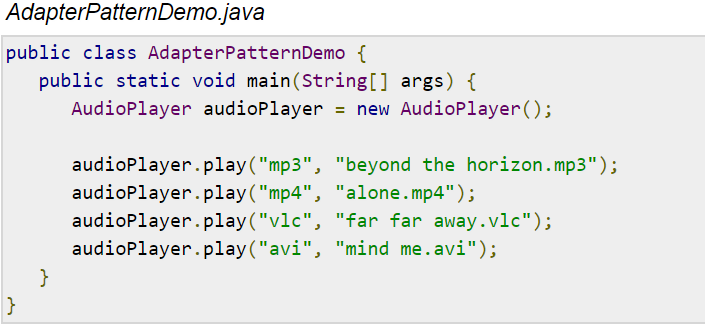 AdapterPatternDemo.java
public class AdapterPatternDemo {
   public static void main(String[] args) {
      AudioPlayer audioPlayer = new AudioPlayer();

      audioPlayer.play("mp3", "beyond the horizon.mp3");
      audioPlayer.play("mp4", "alone.mp4");
      audioPlayer.play("vlc", "far far away.vlc");
      audioPlayer.play("avi", "mind me.avi");
   }
}